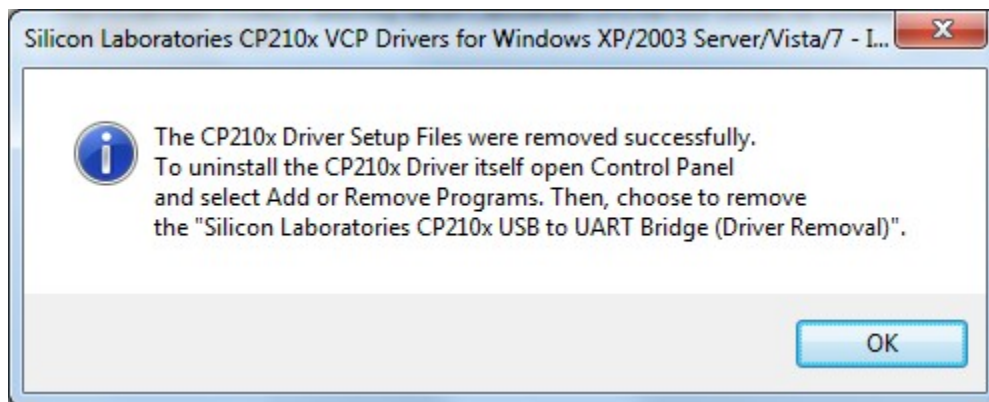 Silicon Laboratories CP210x VCP Drivers for Windows XP/2003 Server/Vista/7 - I...
The CP210x Driver Setup Files were removed successfully.
To uninstall the CP210x Driver itself open Control Panel
and select Add or Remove Programs. Then, choose to remove
the "Silicon Laboratories CP210x USB to UART Bridge (Driver Removal)".
OK